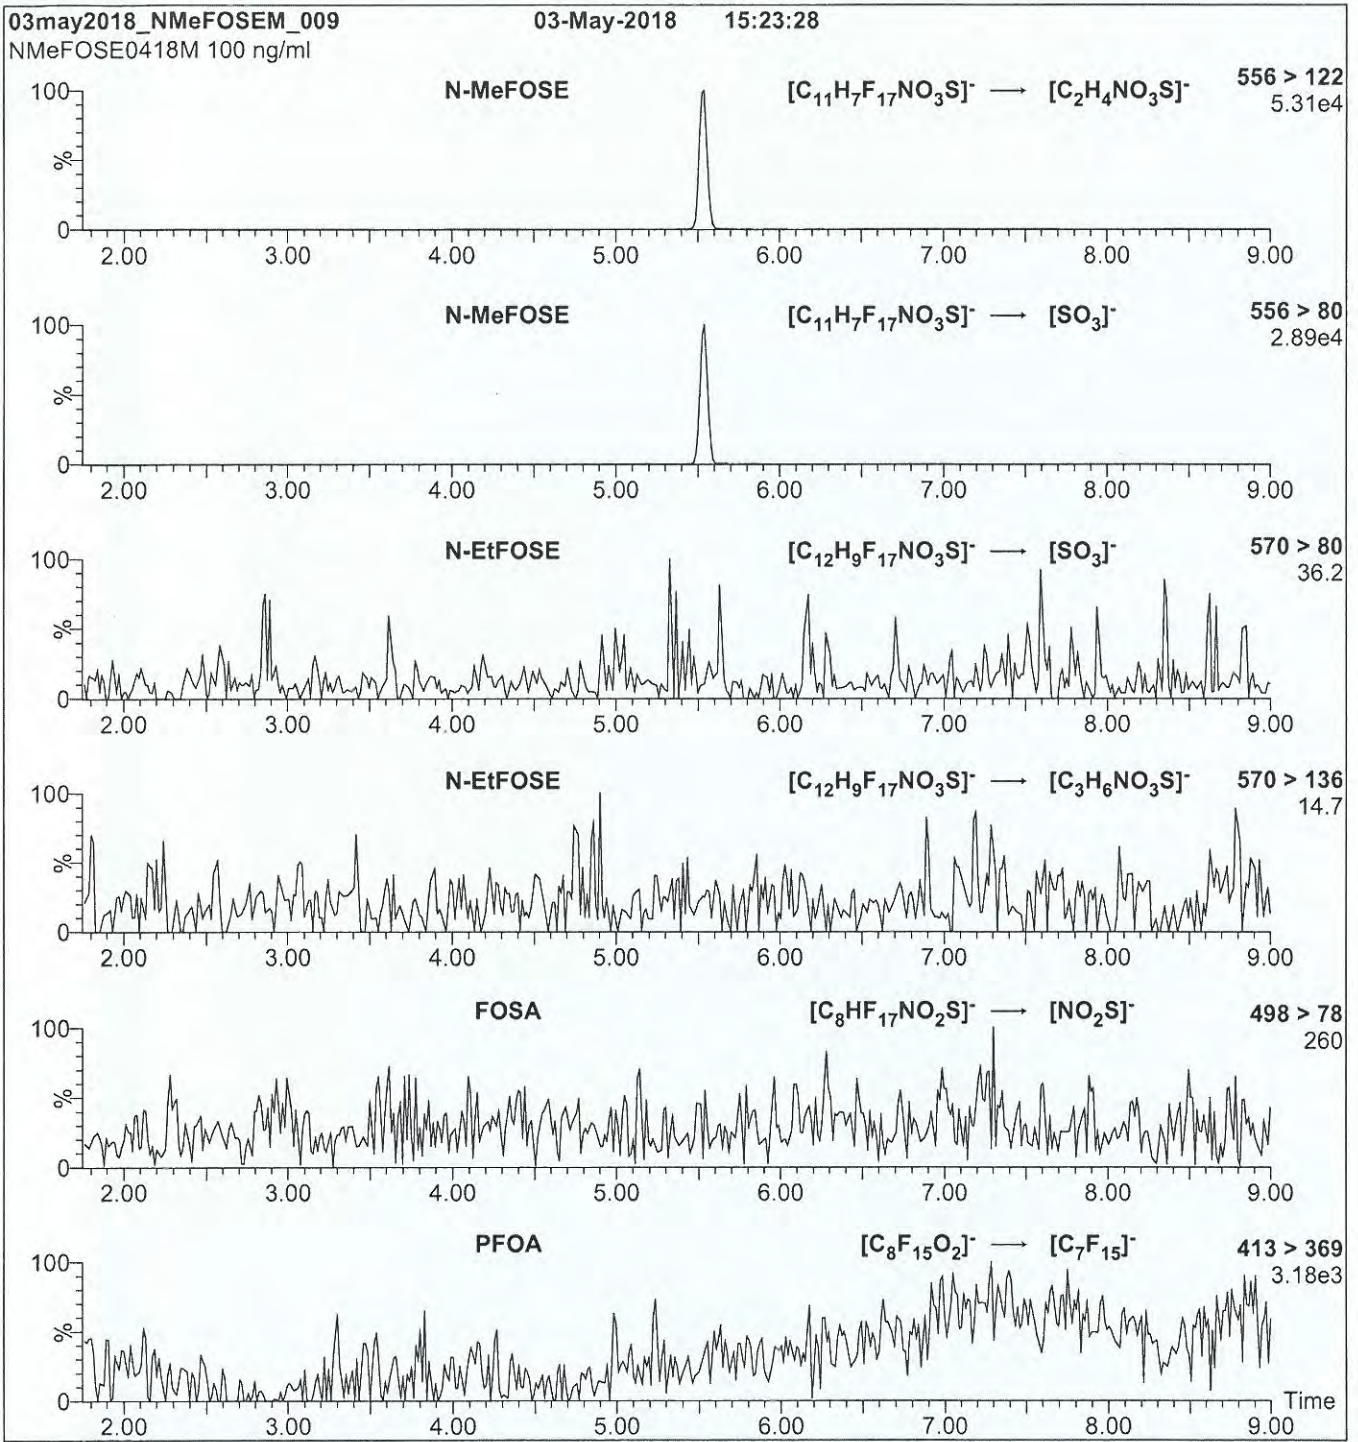 03may2018_NMeFOSEM_009 03-May-2018 15:23:28
NMeFOSE0418M 100 ng/ml
N-MeFOSE [C₁₁H₇F₁₇NO₃S]⁻ → [C₂H₄NO₃S]⁻ 556 > 122
5.31e4
100
%
0
2.00 3.00 4.00 5.00 6.00 7.00 8.00 9.00
N-MeFOSE [C₁₁H₇F₁₇NO₃S]⁻ → [SO₃]⁻ 556 > 80
2.89e4
100
%
0
2.00 3.00 4.00 5.00 6.00 7.00 8.00 9.00
N-EtFOSE [C₁₂H₉F₁₇NO₃S]⁻ → [SO₃]⁻ 570 > 80
36.2
100
%
0
2.00 3.00 4.00 5.00 6.00 7.00 8.00 9.00
N-EtFOSE [C₁₂H₉F₁₇NO₃S]⁻ → [C₃H₆NO₃S]⁻ 570 > 136
14.7
100
%
0
2.00 3.00 4.00 5.00 6.00 7.00 8.00 9.00
FOSA [C₈HF₁₇NO₂S]⁻ → [NO₂S]⁻ 498 > 78
260
100
%
0
2.00 3.00 4.00 5.00 6.00 7.00 8.00 9.00
PFOA [C₈F₁₅O₂]⁻ → [C₇F₁₅]⁻ 413 > 369
3.18e3
100
%
0
Time
2.00 3.00 4.00 5.00 6.00 7.00 8.00 9.00